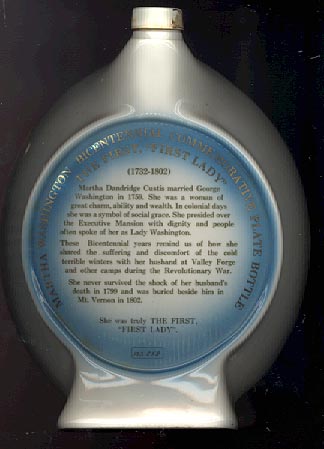 MARTHA WASHINGTON BICENTENNIAL COMMEMORATIVE PLATE BOTTLE
THE FIRST, "FIRST LADY"
(1732-1802)
Martha Dandridge Custis married George
Washington in 1758. She was a woman of
great charm, ability and wealth. In colonial days
she was a symbol of social grace. She presided over
the Executive Mansion with dignity and people
often spoke of her as Lady Washington.
These Bicentennial years remind us of how she
shared the suffering and discomfort of the cold
terrible winters with her husband at Valley Forge
and other camps during the Revolutionary War.
She never survived the shock of her husband's
death in 1799 and was buried beside him in
Mt. Vernon in 1802.
She was truly THE FIRST,
"FIRST LADY".